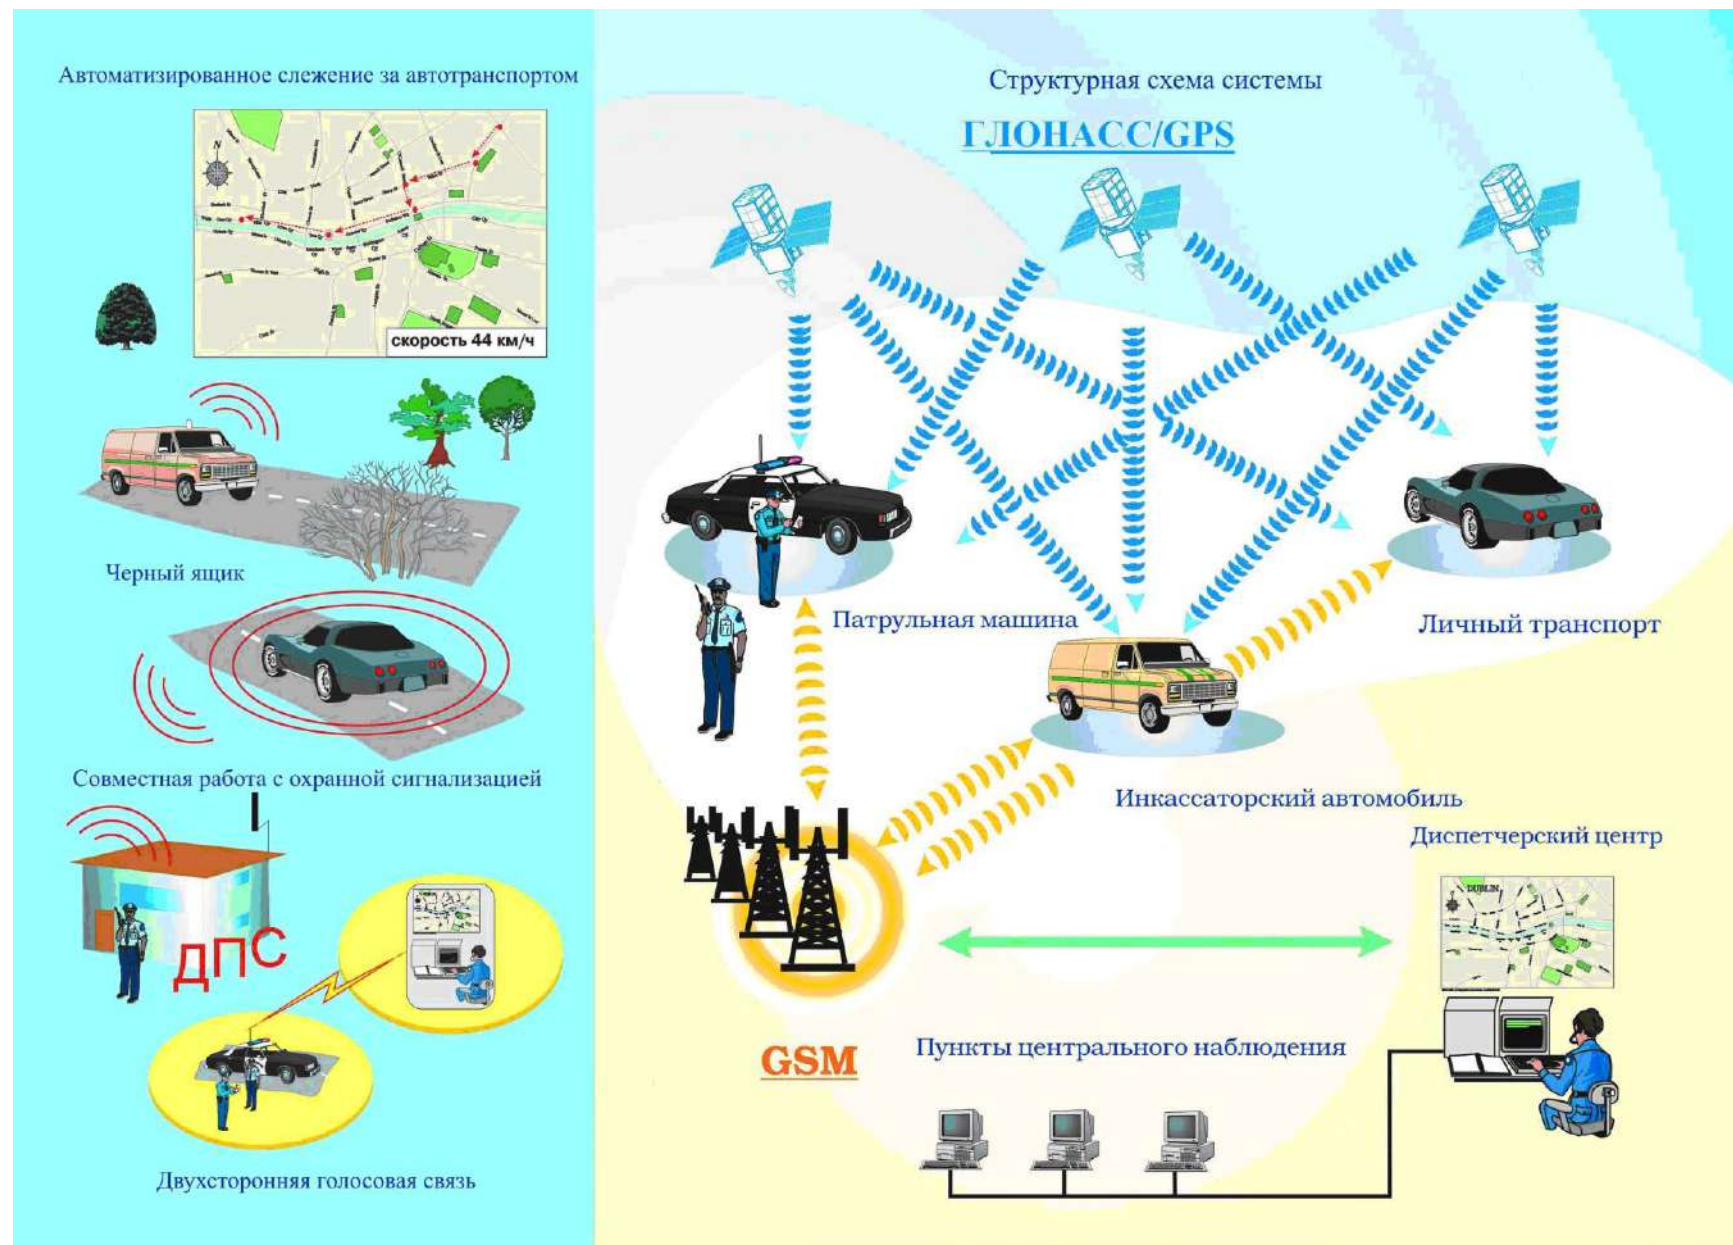 Автоматизированное слежение за автотранспортом
N
скорость 44 км/ч
Черный ящик
Совместная работа с охранной сигнализацией
ДПС
Двухсторонняя голосовая связь
Структурная схема системы
ГЛОНАСС/GPS
Патрульная машина
Личный транспорт
Инкассаторский автомобиль
Диспетчерский центр
DUBLIN
GSM
Пункты центрального наблюдения